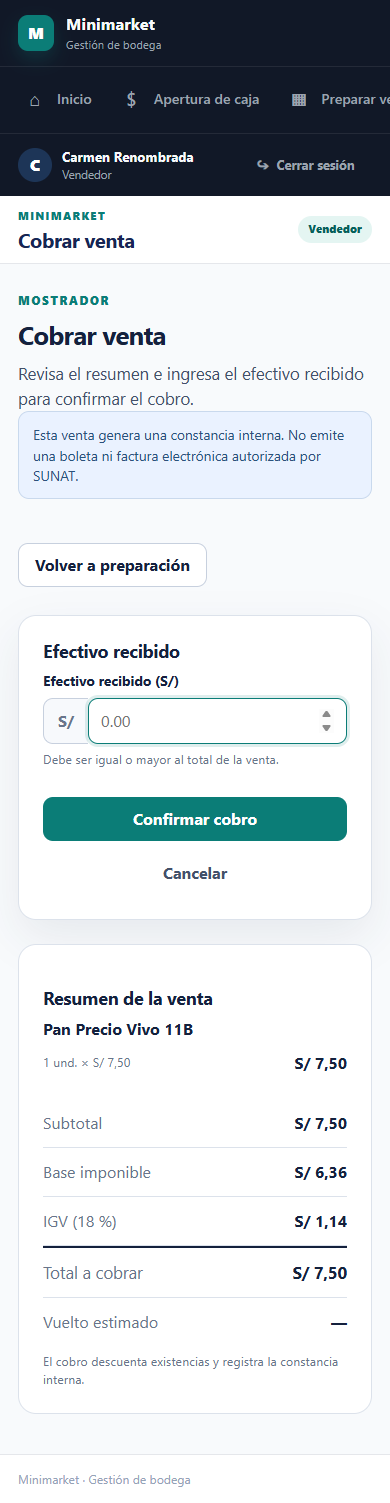 M Minimarket
Gestión de bodega
Inicio $ Apertura de caja Preparar ve
C Carmen Renombrada
Vendedor
Cerrar sesión
MINIMARKET
Cobrar venta
Vendedor
MOSTRADOR
Cobrar venta
Revisa el resumen e ingresa el efectivo recibido
para confirmar el cobro.
Esta venta genera una constancia interna. No emite
una boleta ni factura electrónica autorizada por
SUNAT.
Volver a preparación
Efectivo recibido
Efectivo recibido (S/)
S/ 0.00
Debe ser igual o mayor al total de la venta.
Confirmar cobro
Cancelar
Resumen de la venta
Pan Precio Vivo 11B
1 und. × S/ 7,50 S/ 7,50
Subtotal S/ 7,50
Base imponible S/ 6,36
IGV (18 %) S/ 1,14
Total a cobrar S/ 7,50
Vuelto estimado —
El cobro descuenta existencias y registra la constancia
interna.
Minimarket · Gestión de bodega